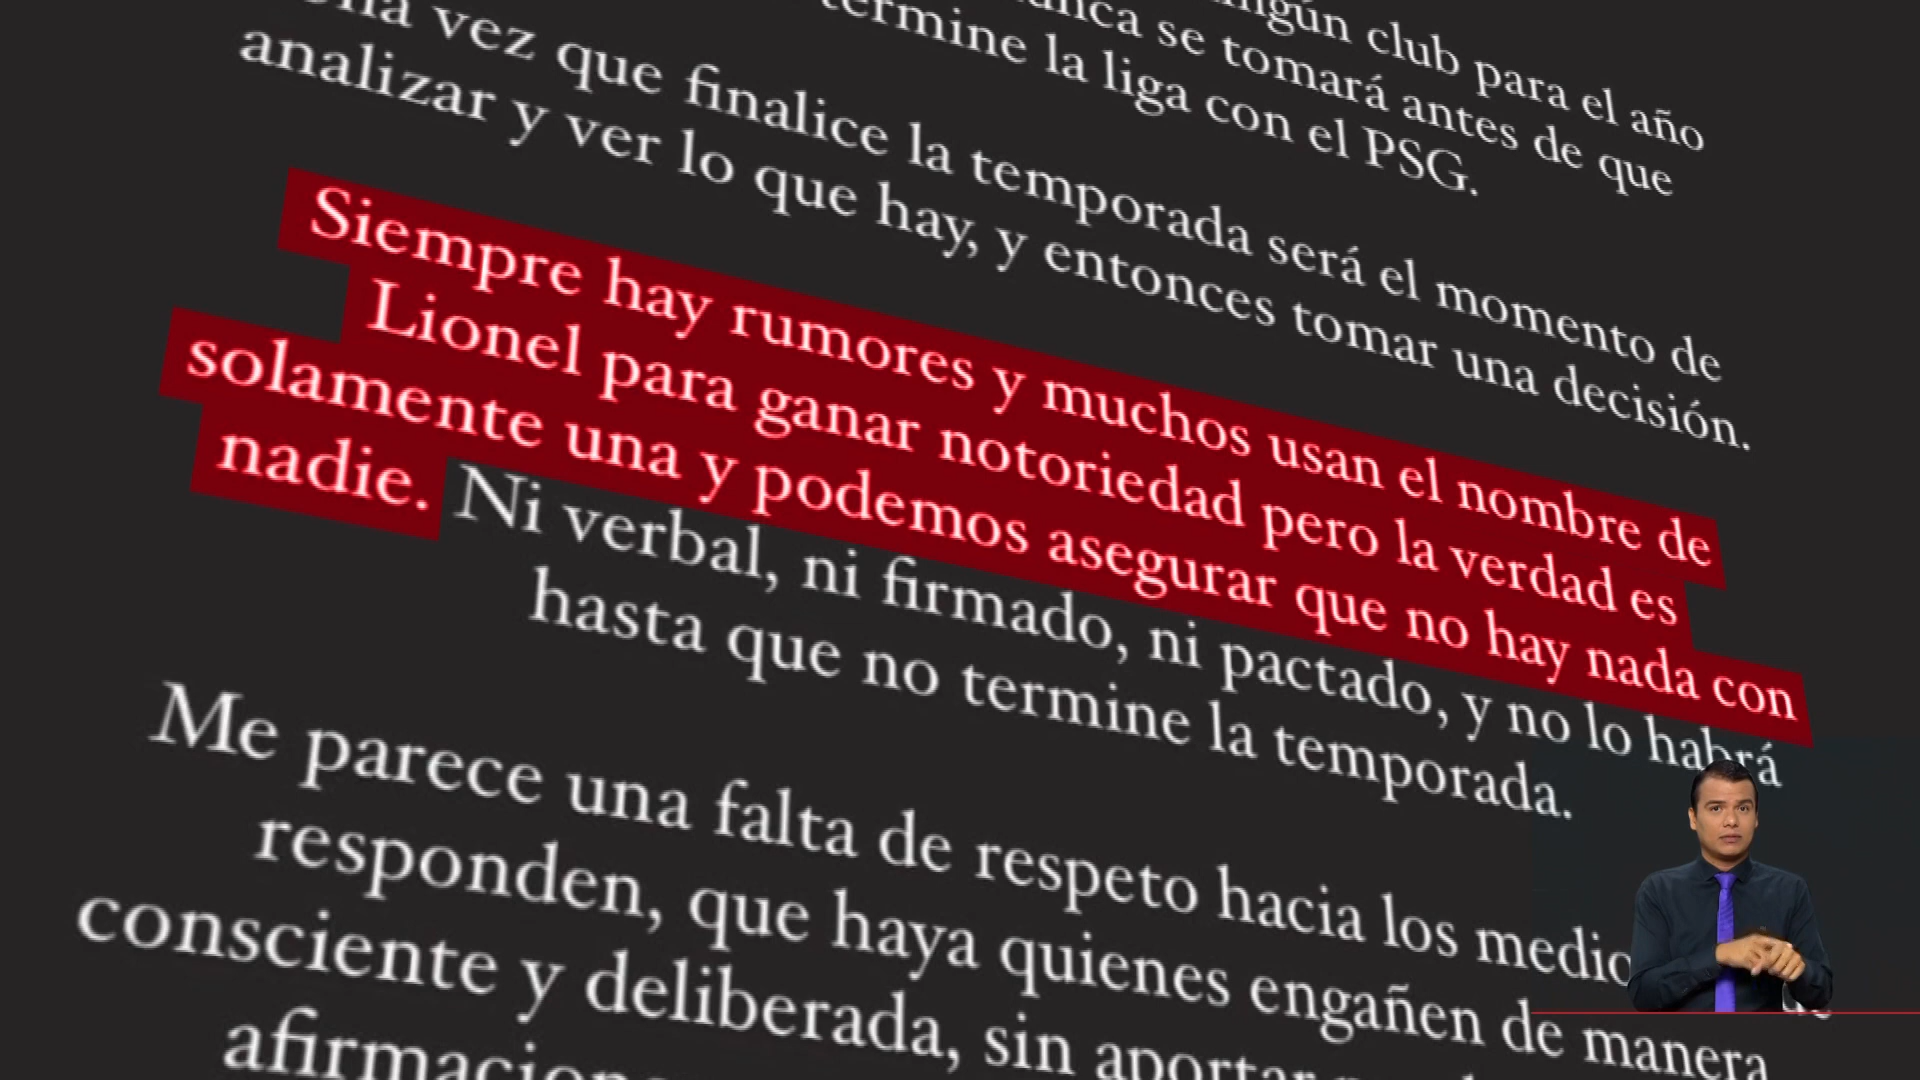 ningún club para el año
nunca se tomará antes de que
termine la liga con el PSG.
Una vez que finalice la temporada será el momento de
analizar y ver lo que hay, y entonces tomar una decisión.
Siempre hay rumores y muchos usan el nombre de
Lionel para ganar notoriedad pero la verdad es
solamente una y podemos asegurar que no hay nada con
nadie. Ni verbal, ni firmado, ni pactado, y no lo habrá
hasta que no termine la temporada.
Me parece una falta de respeto hacia los medio
responden, que haya quienes engañen de manera
consciente y deliberada, sin aportar